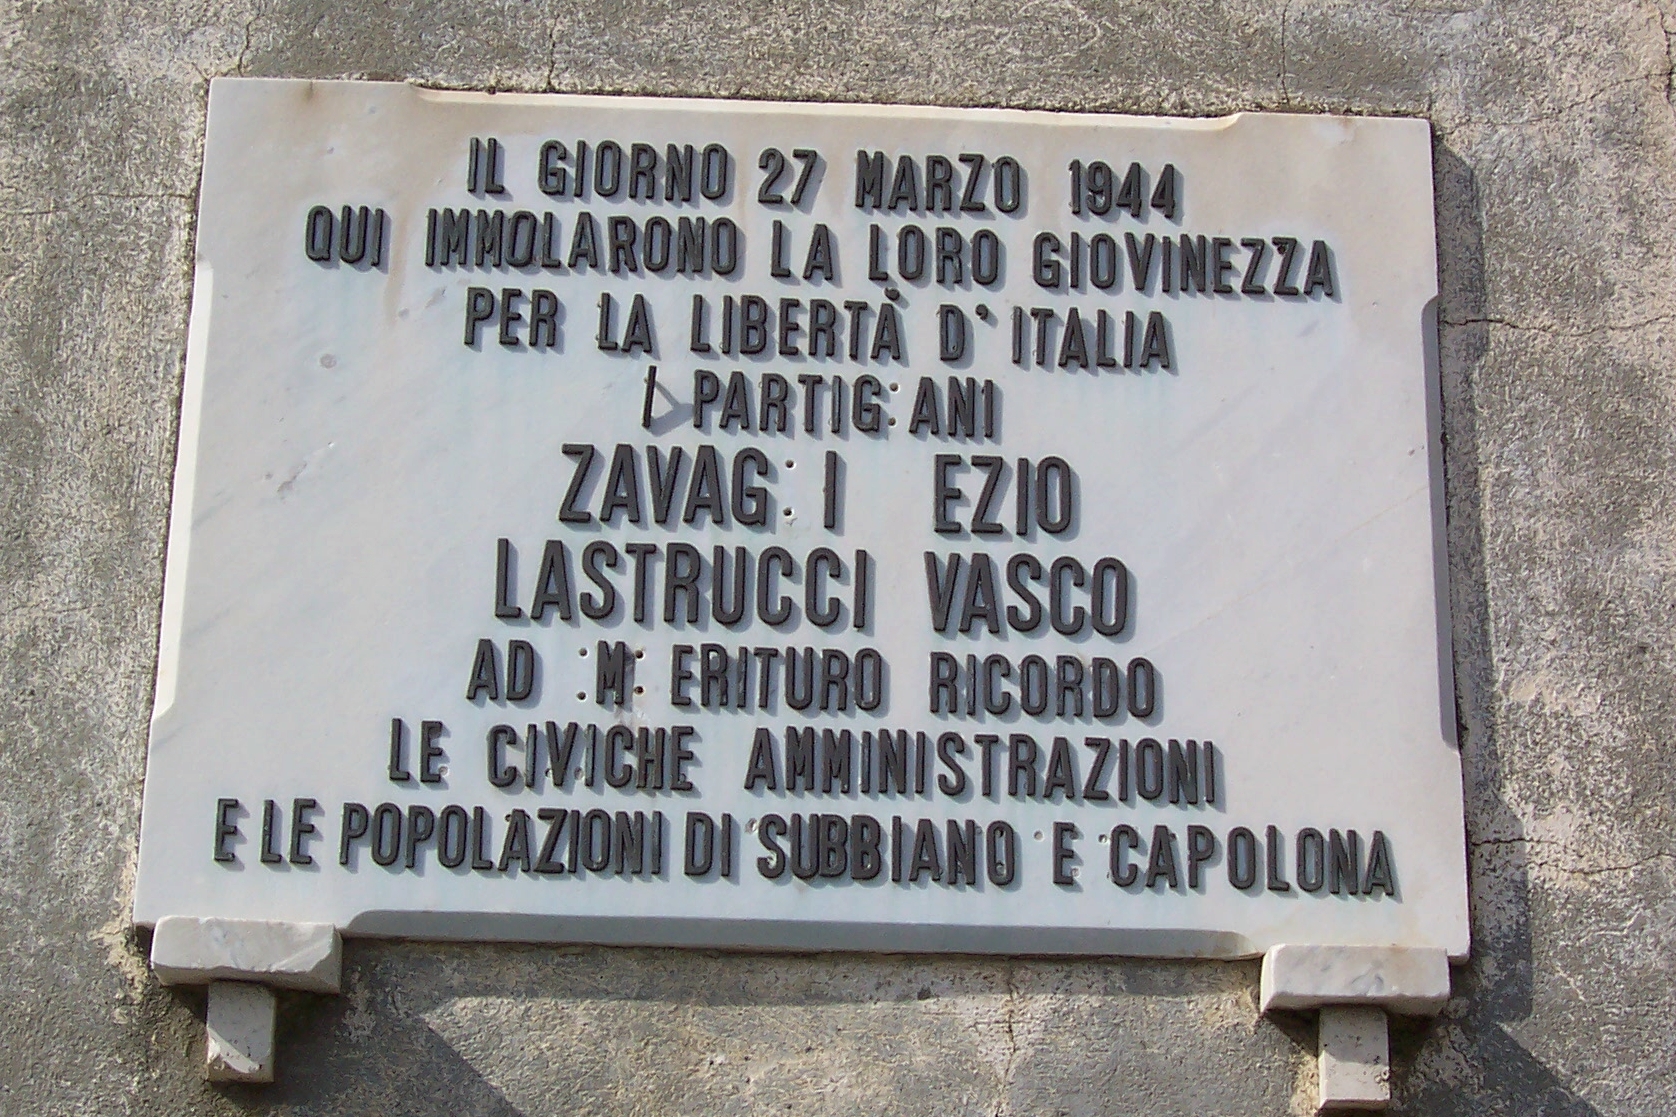 IL GIORNO 27 MARZO 1944
QUI IMMOLARONO LA LORO GIOVINEZZA
PER LA LIBERTÀ D'ITALIA
I PARTIG ANI
ZAVAG I EZIO
LASTRUCCI VASCO
AD M ERITURO RICORDO
LE CIVICHE AMMINISTRAZIONI
E LE POPOLAZIONI DI SUBBIANO E CAPOLONA